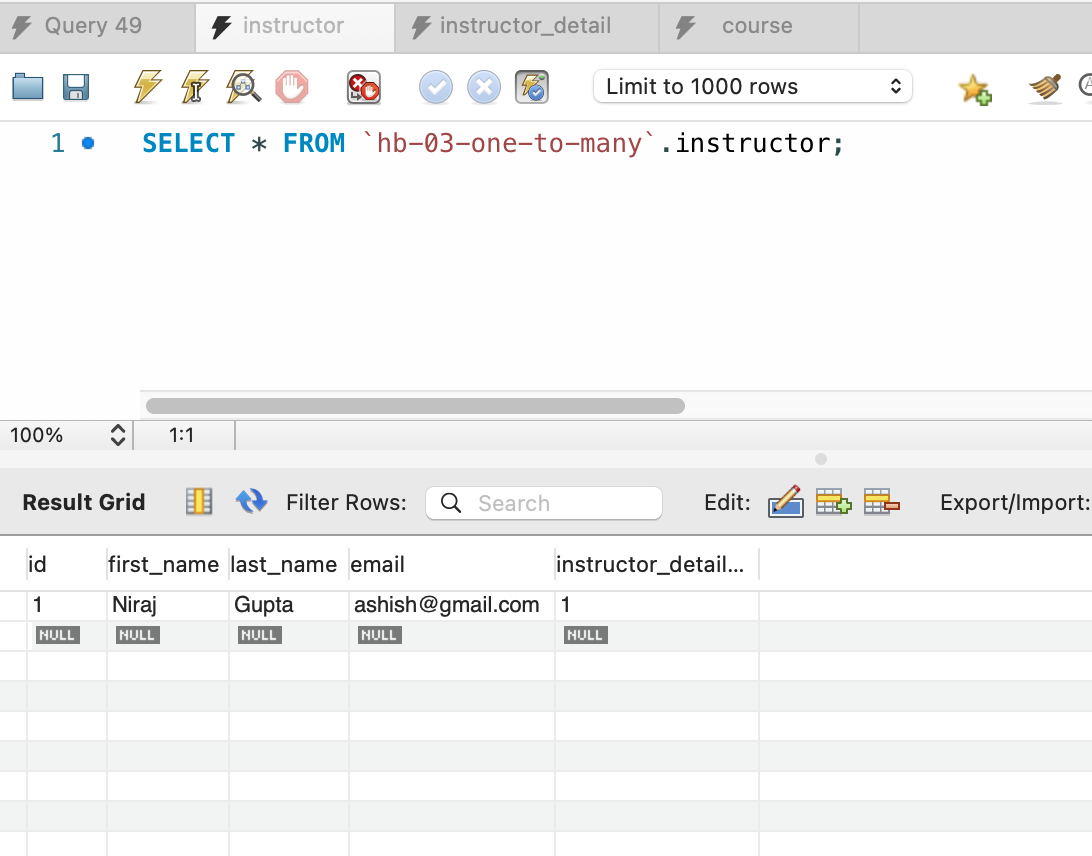 Query 49 instructor instructor_detail course
Limit to 1000 rows
1 SELECT * FROM `hb-03-one-to-many`.instructor;
100% 1:1
Result Grid Filter Rows: Search Edit: Export/Import:
id first_name last_name email instructor_detail...
1 Niraj Gupta ashish@gmail.com 1
NULL NULL NULL NULL NULL